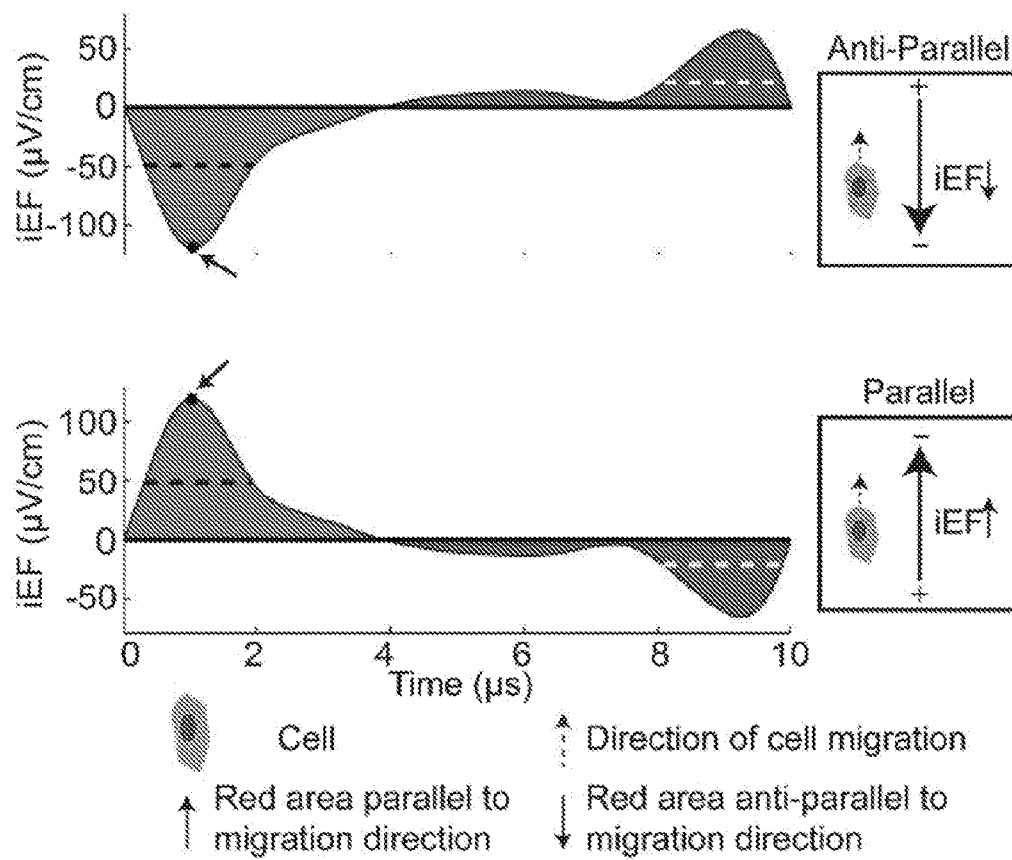 50
0
-50
-100
iEF (µV/cm)
Anti-Parallel
+
iEF
−
100
50
0
-50
iEF (µV/cm)
0 2 4 6 8 10
Time (µs)
Parallel
−
iEF
+
Cell
Direction of cell migration
Red area parallel to
migration direction
Red area anti-parallel to
migration direction